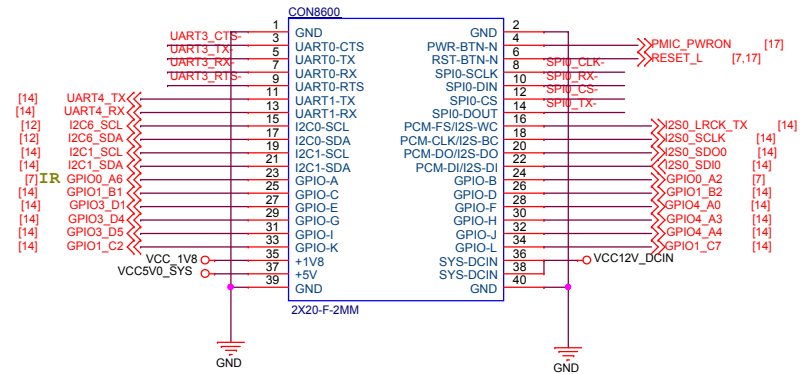 CON8600
1 GND GND 2
UART3_CTS- 3 UART0-CTS PWR-BTN-N 4 PMIC_PWRON [17]
UART3_TX- 5 UART0-TX RST-BTN-N 6 RESET_L [7,17]
UART3_RX- 7 UART0-RX SPI0-SCLK 8 SPI0_CLK-
UART3_RTS- 9 UART0-RTS SPI0-DIN 10 SPI0_RX-
[14] UART4_TX 11 UART1-TX SPI0-CS 12 SPI0_CS-
[14] UART4_RX 13 UART1-RX SPI0-DOUT 14 SPI0_TX-
[12] I2C6_SCL 15 I2C0-SCL PCM-FS/I2S-WC 16 I2S0_LRCK_TX [14]
[12] I2C6_SDA 17 I2C0-SDA PCM-CLK/I2S-BC 18 I2S0_SCLK [14]
[14] I2C1_SCL 19 I2C1-SCL PCM-DO/I2S-DO 20 I2S0_SDO0 [14]
[14] I2C1_SDA 21 I2C1-SDA PCM-DI/I2S-DI 22 I2S0_SDI0 [14]
[7] IR GPIO0_A6 23 GPIO-A GPIO-B 24 GPIO0_A2 [7]
[14] GPIO1_B1 25 GPIO-C GPIO-D 26 GPIO1_B2 [14]
[14] GPIO3_D1 27 GPIO-E GPIO-F 28 GPIO4_A0 [14]
[14] GPIO3_D4 29 GPIO-G GPIO-H 30 GPIO4_A3 [14]
[14] GPIO3_D5 31 GPIO-I GPIO-J 32 GPIO4_A4 [14]
[14] GPIO1_C2 33 GPIO-K GPIO-L 34 GPIO1_C7 [14]
VCC_1V8 35 +1V8 SYS-DCIN 36 VCC12V_DCIN
VCC5V0_SYS 37 +5V SYS-DCIN 38
39 GND GND 40
2X20-F-2MM
GND GND